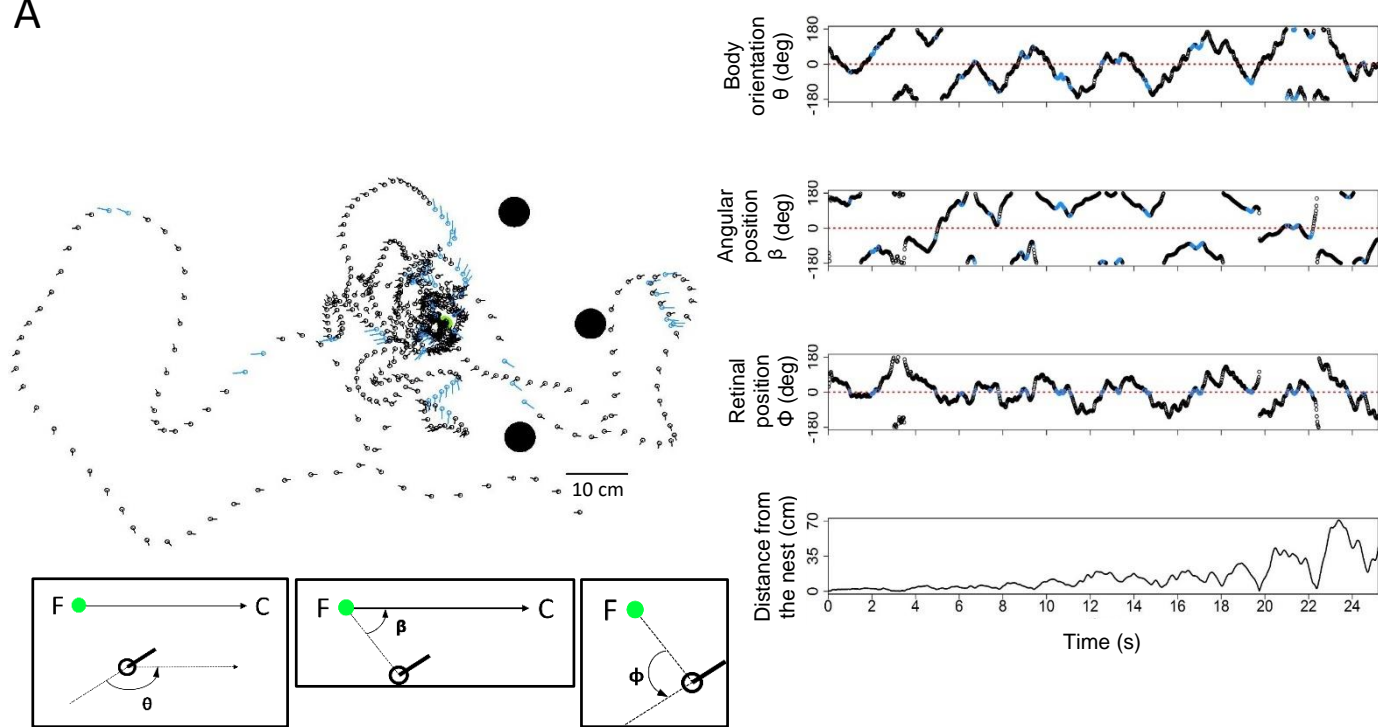 A
10 cm
F
C
θ
F
C
β
F
Φ
Body
orientation
θ (deg)
180
0
-180
Angular
position
β (deg)
180
0
-180
Retinal
position
Φ (deg)
180
0
-180
Distance from
the nest (cm)
70
35
0
0 2 4 6 8 10 12 14 16 18 20 22 24
Time (s)